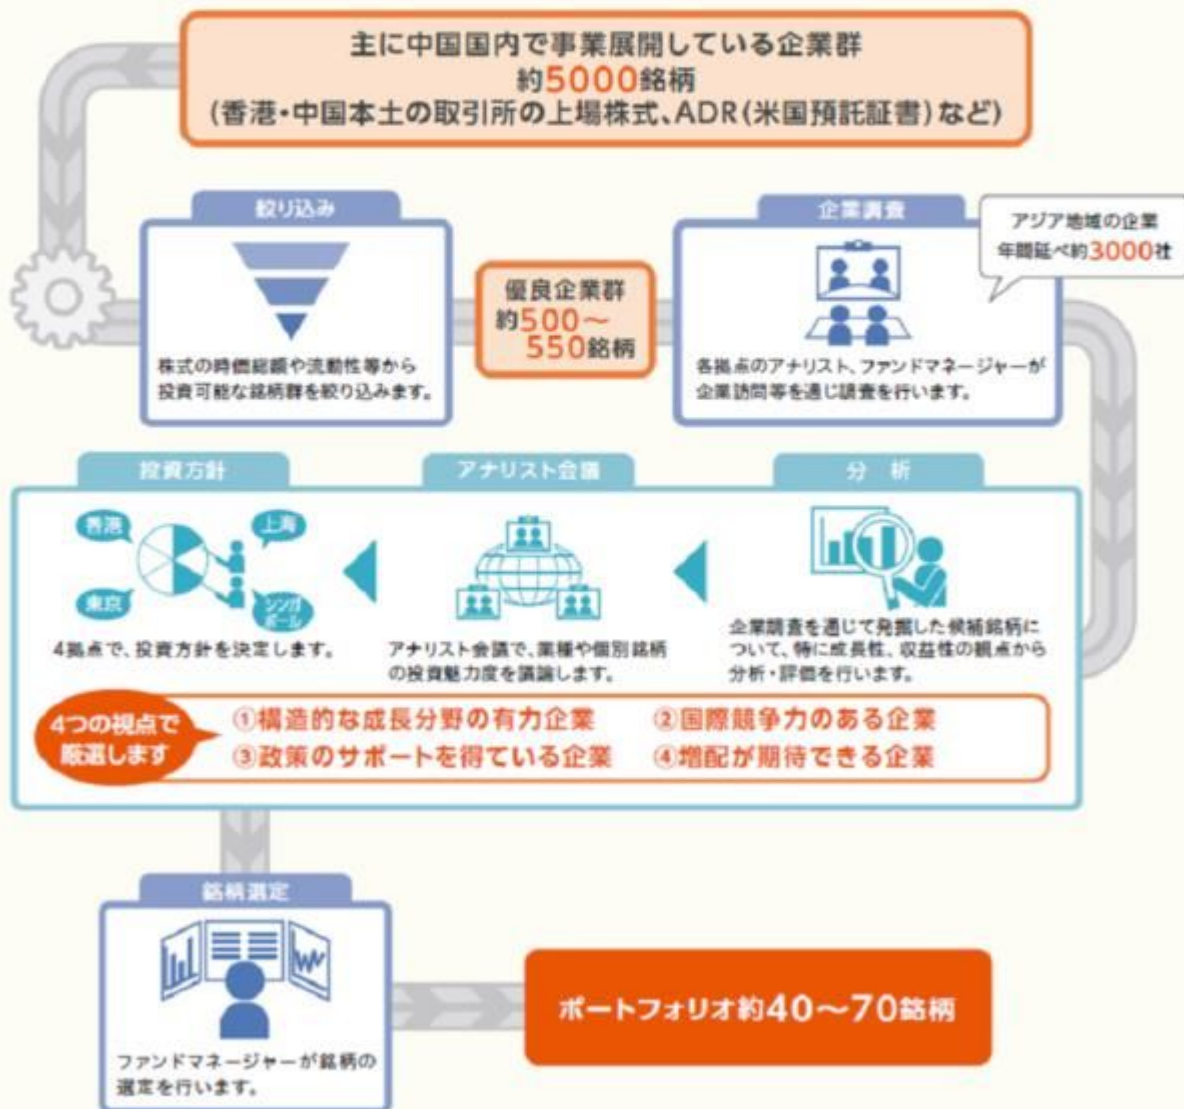 主に中国国内で事業展開している企業群
約5000銘柄
(香港・中国本土の取引所の上場株式、ADR(米国預託証書)など)
絞り込み
株式の時価総額や流動性等から
投資可能な銘柄群を絞り込みます。
優良企業群
約500～
550銘柄
企業調査
アジア地域の企業
年間延べ約3000社
各拠点のアナリスト、ファンドマネージャーが
企業訪問等を通じ調査を行います。
投資方針
香港
上海
東京
シンガ
ポール
4拠点で、投資方針を決定します。
アナリスト会議
アナリスト会議で、業種や個別銘柄
の投資魅力度を議論します。
分析
企業調査を通じて発掘した候補銘柄に
ついて、特に成長性、収益性の観点から
分析・評価を行います。
4つの視点で
厳選します
①構造的な成長分野の有力企業
②国際競争力のある企業
③政策のサポートを得ている企業
④増配が期待できる企業
銘柄選定
ファンドマネージャーが銘柄の
選定を行います。
ポートフォリオ約40～70銘柄